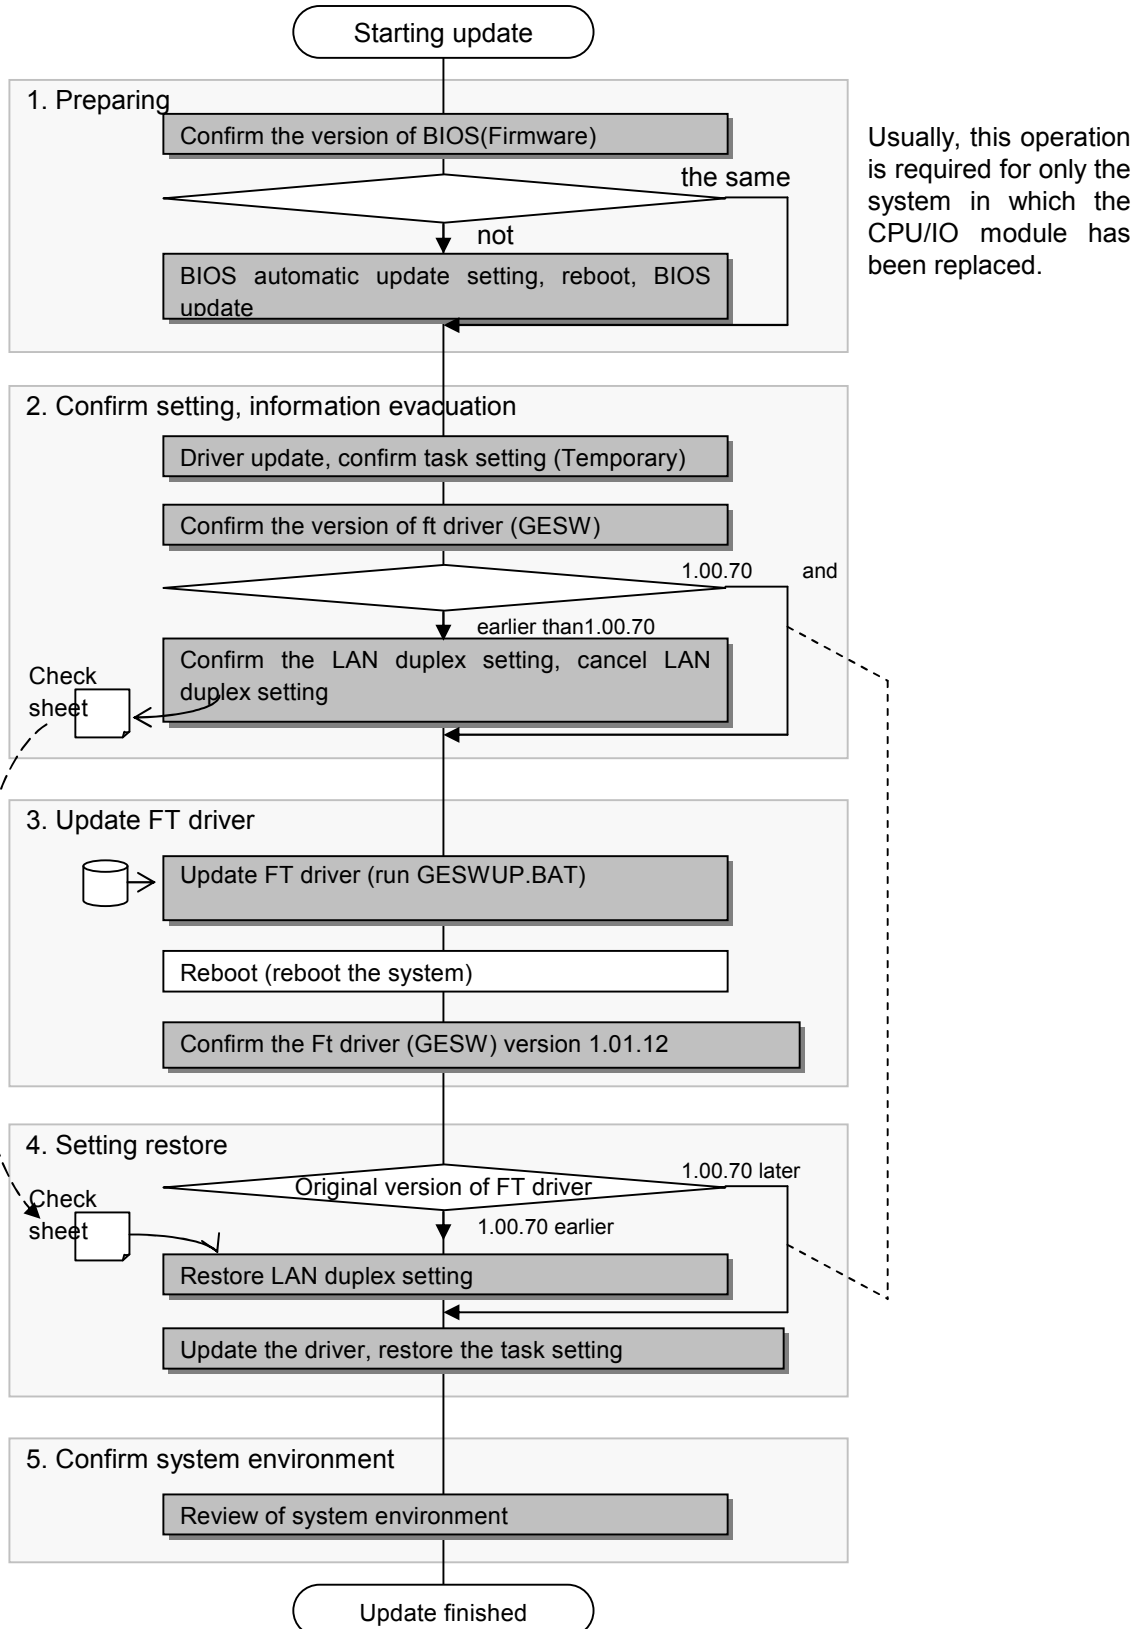 Starting update
1. Preparing
Confirm the version of BIOS(Firmware)
the same
not
BIOS automatic update setting, reboot, BIOS
update
Usually, this operation
is required for only the
system in which the
CPU/IO module has
been replaced.
2. Confirm setting, information evacuation
Driver update, confirm task setting (Temporary)
Confirm the version of ft driver (GESW)
1.00.70 and
earlier than1.00.70
Confirm the LAN duplex setting, cancel LAN
duplex setting
Check
sheet
3. Update FT driver
Update FT driver (run GESWUP.BAT)
Reboot (reboot the system)
Confirm the Ft driver (GESW) version 1.01.12
4. Setting restore
Original version of FT driver
1.00.70 later
1.00.70 earlier
Check
sheet
Restore LAN duplex setting
Update the driver, restore the task setting
5. Confirm system environment
Review of system environment
Update finished